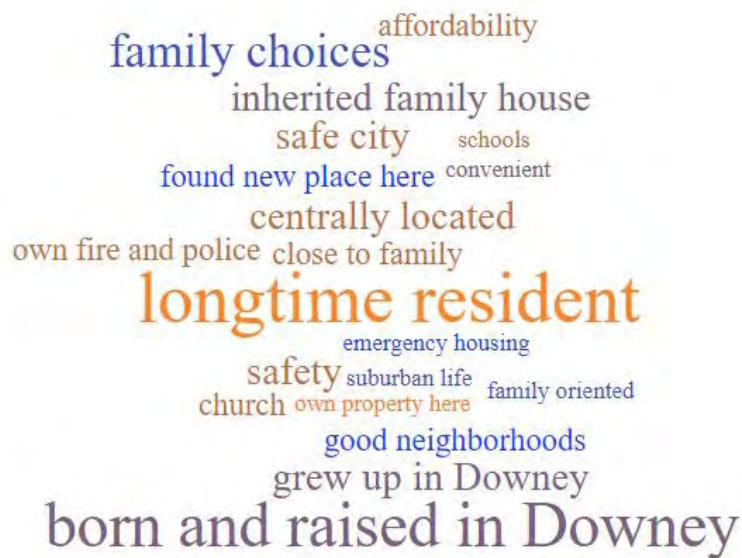 affordability
family choices
inherited family house
safe city
schools
found new place here
convenient
centrally located
own fire and police
close to family
longtime resident
emergency housing
safety
suburban life
family oriented
church
own property here
good neighborhoods
grew up in Downey
born and raised in Downey